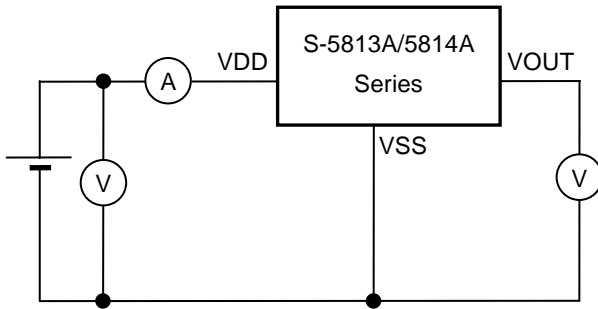 S-5813A/5814A
A
VDD
Series
VOUT
VSS
V
V